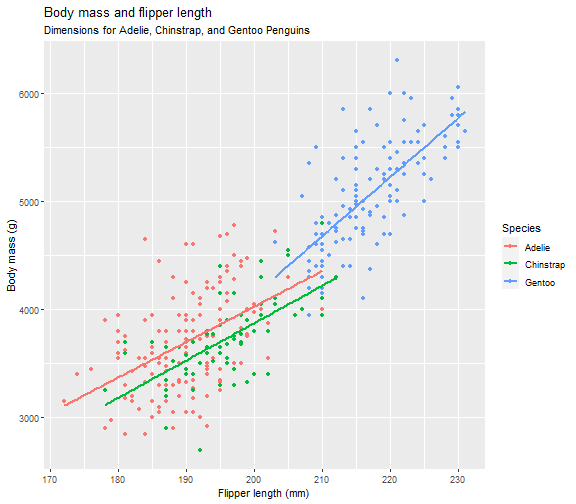 Body mass and flipper length
Dimensions for Adelie, Chinstrap, and Gentoo Penguins
Body mass (g)
6000
5000
4000
3000
170 180 190 200 210 220 230
Flipper length (mm)
Species
Adelie
Chinstrap
Gentoo